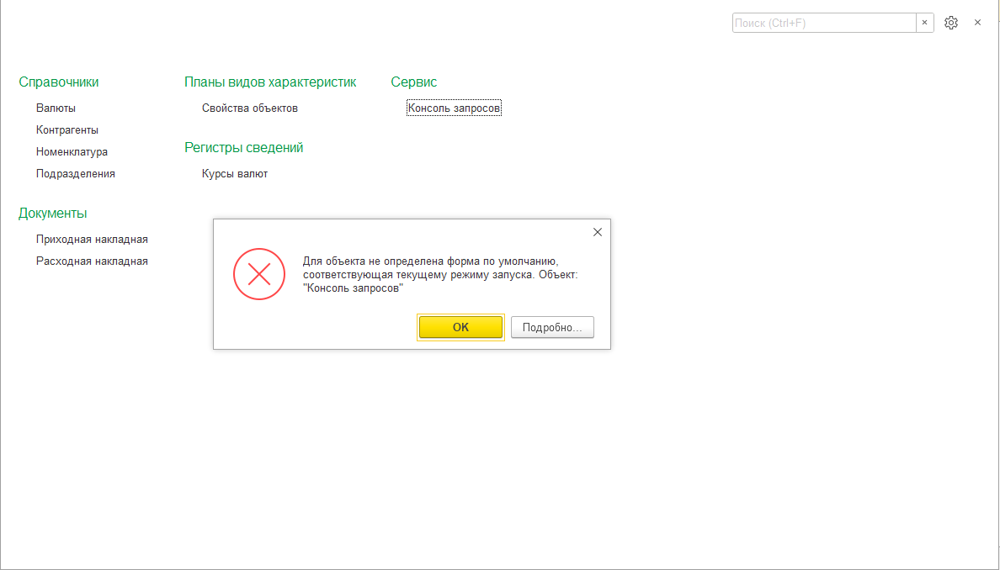 Поиск (Ctrl+F)
Справочники
Валюты
Контрагенты
Номенклатура
Подразделения
Документы
Приходная накладная
Расходная накладная
Планы видов характеристик
Свойства объектов
Регистры сведений
Курсы валют
Сервис
Консоль запросов
Для объекта не определена форма по умолчанию,
соответствующая текущему режиму запуска. Объект:
"Консоль запросов"
ОК
Подробно...